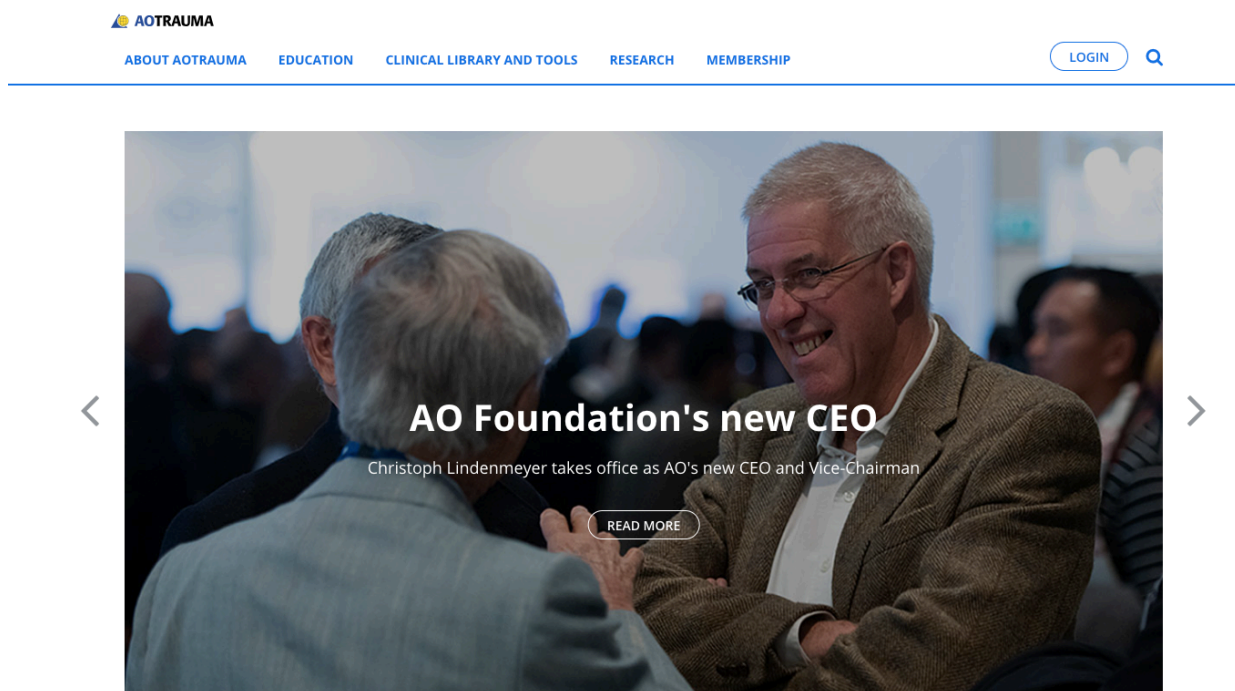 AOTRAUMA
ABOUT AOTRAUMA EDUCATION CLINICAL LIBRARY AND TOOLS RESEARCH MEMBERSHIP LOGIN
AO Foundation's new CEO
Christoph Lindenmeyer takes office as AO's new CEO and Vice-Chairman
READ MORE